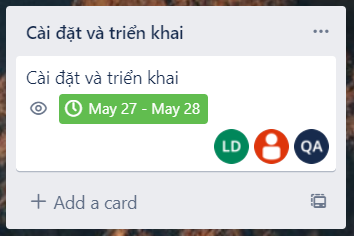 Cài đặt và triển khai
Cài đặt và triển khai
May 27 - May 28
LD QA
Add a card